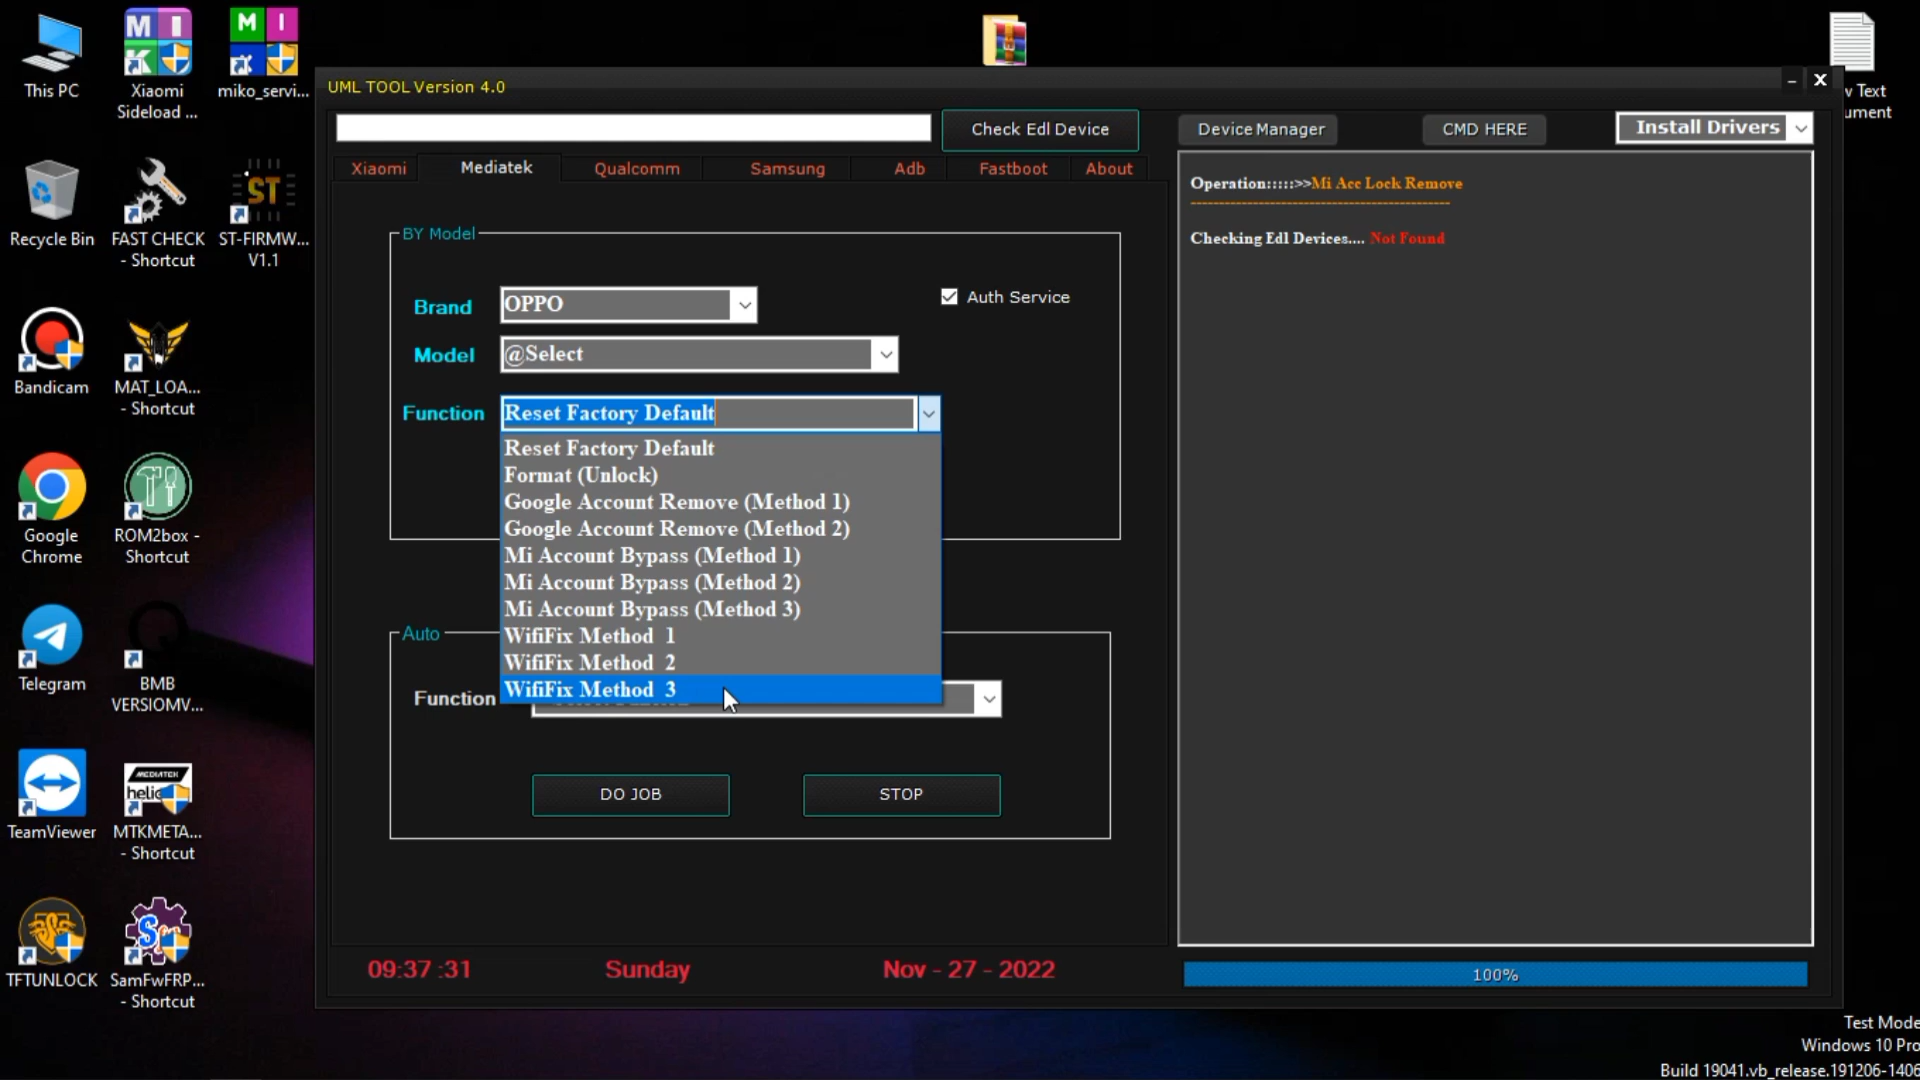 This PC
Xiaomi
Sideload ...
miko_servi...
Recycle Bin
FAST CHECK
- Shortcut
ST
ST-FIRMW...
V1.1
Bandicam
MAT_LOA...
- Shortcut
Google
Chrome
ROM2box -
Shortcut
Telegram
BMB
VERSIOMV...
TeamViewer
MEDIATEK
helio
MTKMETA...
- Shortcut
TFTUNLOCK
SamFwFRP...
- Shortcut
UML TOOL Version 4.0
Check Edl Device
Device Manager
CMD HERE
Install Drivers
Xiaomi
Mediatek
Qualcomm
Samsung
Adb
Fastboot
About
BY Model
Brand
OPPO
Auth Service
Model
@Select
Function
Reset Factory Default
Reset Factory Default
Format (Unlock)
Google Account Remove (Method 1)
Google Account Remove (Method 2)
Mi Account Bypass (Method 1)
Mi Account Bypass (Method 2)
Mi Account Bypass (Method 3)
WifiFix Method 1
WifiFix Method 2
WifiFix Method 3
Auto
Function
DO JOB
STOP
Operation:::::>>Mi Acc Lock Remove
Checking Edl Devices.... Not Found
09:37 :31
Sunday
Nov - 27 - 2022
100%
Test Mode
Windows 10 Pro
Build 19041.vb_release.191206-1406